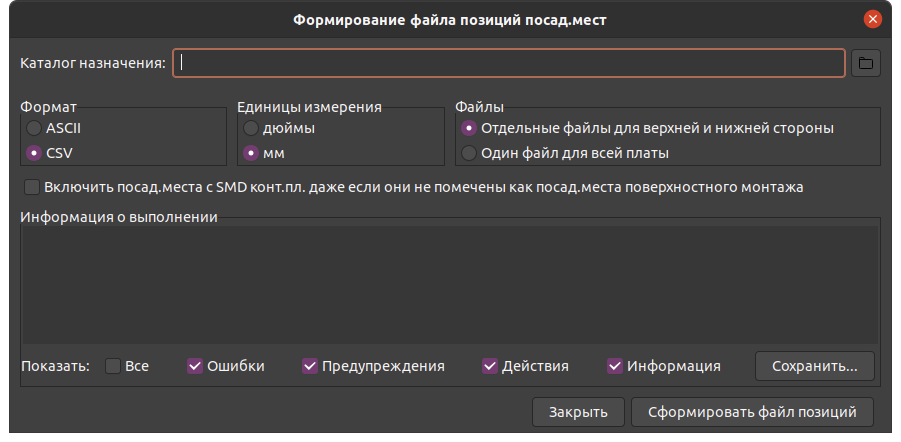 Формирование файла позиций посад.мест
Каталог назначения:
Формат Единицы измерения Файлы
ASCII дюймы Отдельные файлы для верхней и нижней стороны
CSV мм Один файл для всей платы
Включить посад.места с SMD конт.пл. даже если они не помечены как посад.места поверхностного монтажа
Информация о выполнении
Показать: Все Ошибки Предупреждения Действия Информация Сохранить...
Закрыть Сформировать файл позиций